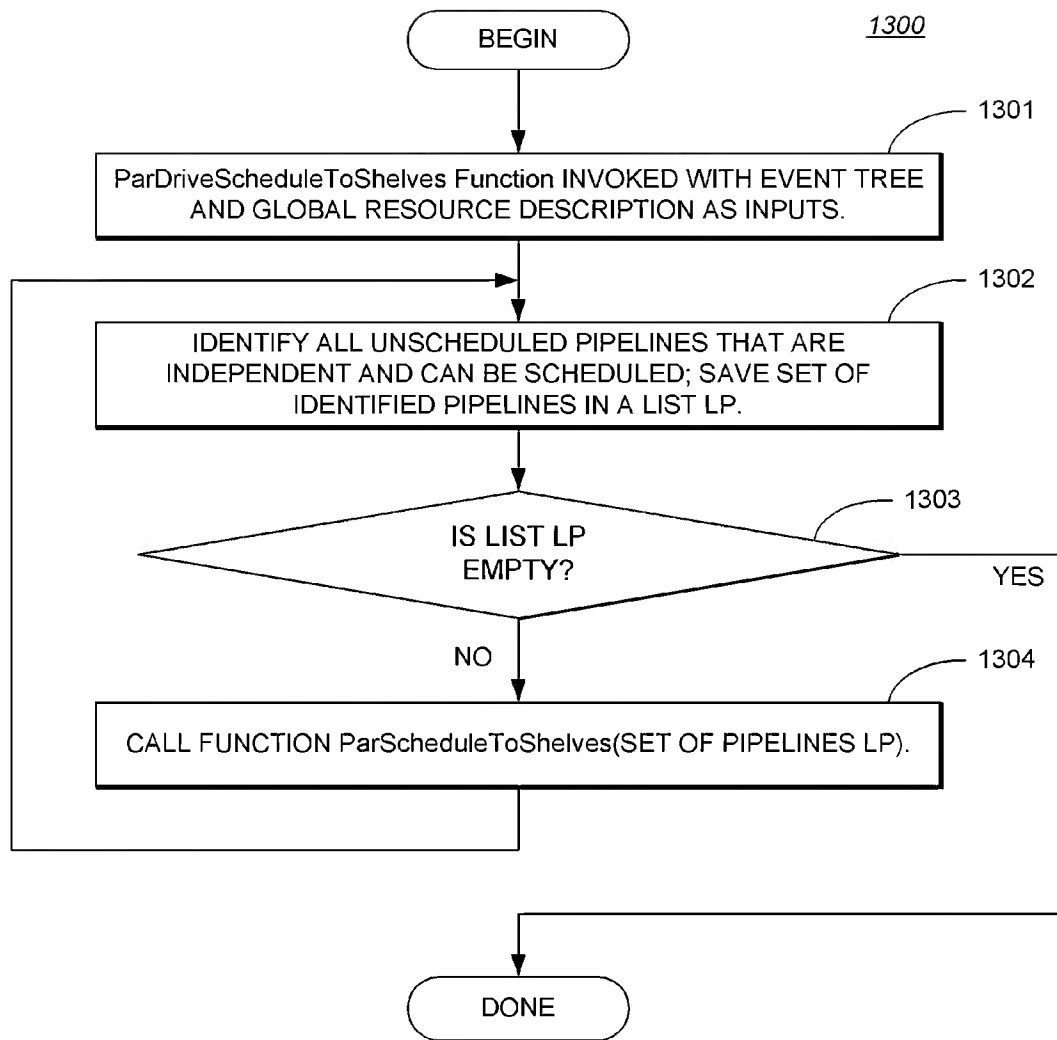 BEGIN
1300
1301
ParDriveScheduleToShelves Function INVOKED WITH EVENT TREE
AND GLOBAL RESOURCE DESCRIPTION AS INPUTS.
1302
IDENTIFY ALL UNSCHEDULED PIPELINES THAT ARE
INDEPENDENT AND CAN BE SCHEDULED; SAVE SET OF
IDENTIFIED PIPELINES IN A LIST LP.
1303
IS LIST LP
EMPTY?
YES
NO
1304
CALL FUNCTION ParScheduleToShelves(SET OF PIPELINES LP).
DONE